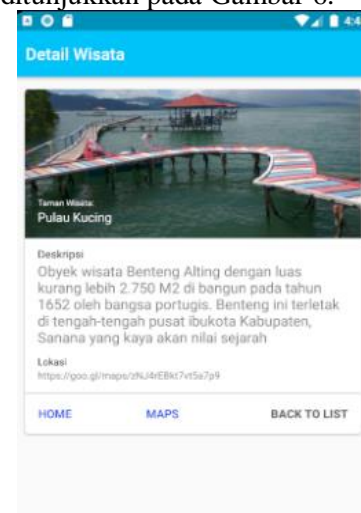 ditunjukkan pada Gambar 6.
4:4
Detail Wisata
Taman Wisata:
Pulau Kucing
Deskripsi
Obyek wisata Benteng Alting dengan luas
kurang lebih 2.750 M2 di bangun pada tahun
1652 oleh bangsa portugis. Benteng ini terletak
di tengah-tengah pusat ibukota Kabupaten,
Sanana yang kaya akan nilai sejarah
Lokasi
https://goo.gl/maps/zNJ4rEBkt7vt5a7p9
HOME MAPS BACK TO LIST